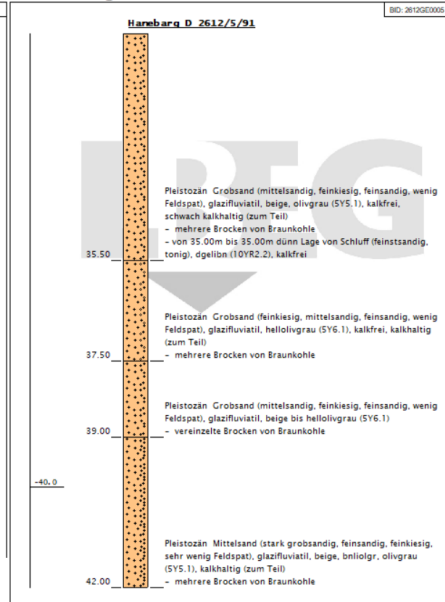 BID: 2612GE0005
Hamebarg D 2612/5/91
LBEG
Pleistozän Grobsand (mittelsandig, feinkiesig, feinsandig, wenig
Feldspat), glazifluviatil, beige, olivgrau (5Y5.1), kalkfrei,
schwach kalkhaltig (zum Teil)
- mehrere Brocken von Braunkohle
- von 35.00m bis 35.00m dünn Lage von Schluff (feinstsandig,
tonig), dgelibn (10YR2.2), kalkfrei
35.50
Pleistozän Grobsand (feinkiesig, mittelsandig, feinsandig, wenig
Feldspat), glazifluviatil, hellolivgrau (5Y6.1), kalkfrei, kalkhaltig
(zum Teil)
- mehrere Brocken von Braunkohle
37.50
Pleistozän Grobsand (mittelsandig, feinkiesig, feinsandig, wenig
Feldspat), glazifluviatil, beige bis hellolivgrau (5Y6.1)
- vereinzelte Brocken von Braunkohle
39.00
-40.0
Pleistozän Mittelsand (stark grobsandig, feinsandig, feinkiesig,
sehr wenig Feldspat), glazifluviatil, beige, bnliolgr, olivgrau
(5Y5.1), kalkhaltig (zum Teil)
- mehrere Brocken von Braunkohle
42.00